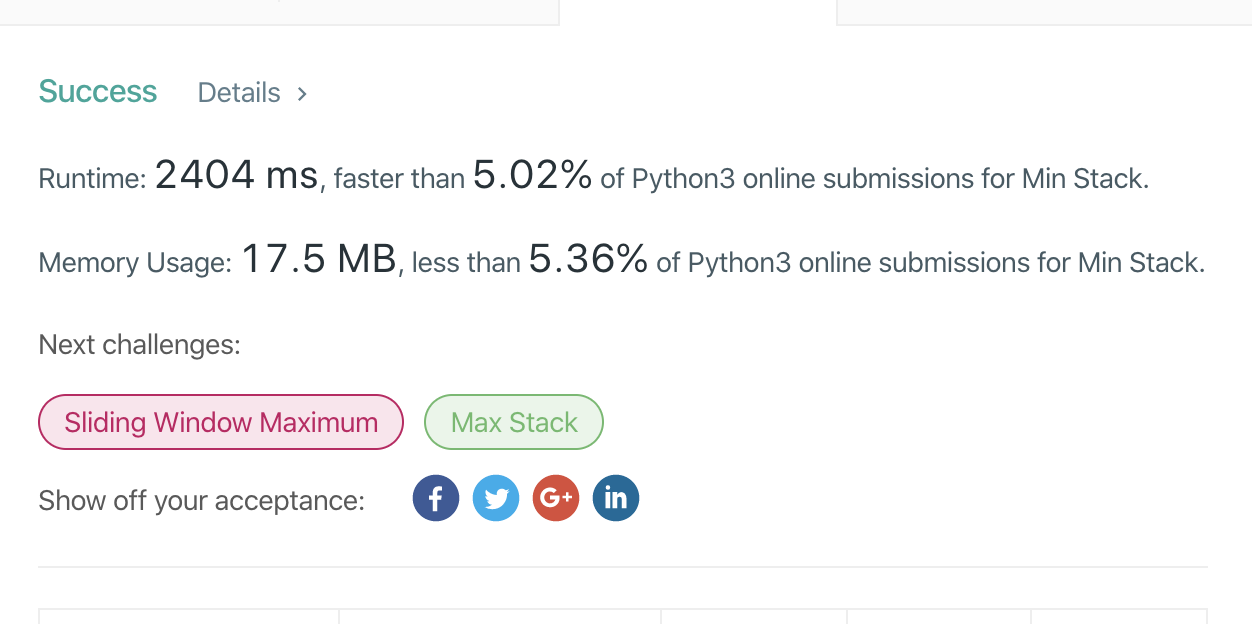 Success Details
Runtime: 2404 ms, faster than 5.02% of Python3 online submissions for Min Stack.
Memory Usage: 17.5 MB, less than 5.36% of Python3 online submissions for Min Stack.
Next challenges:
Sliding Window Maximum Max Stack
Show off your acceptance: f G+ in